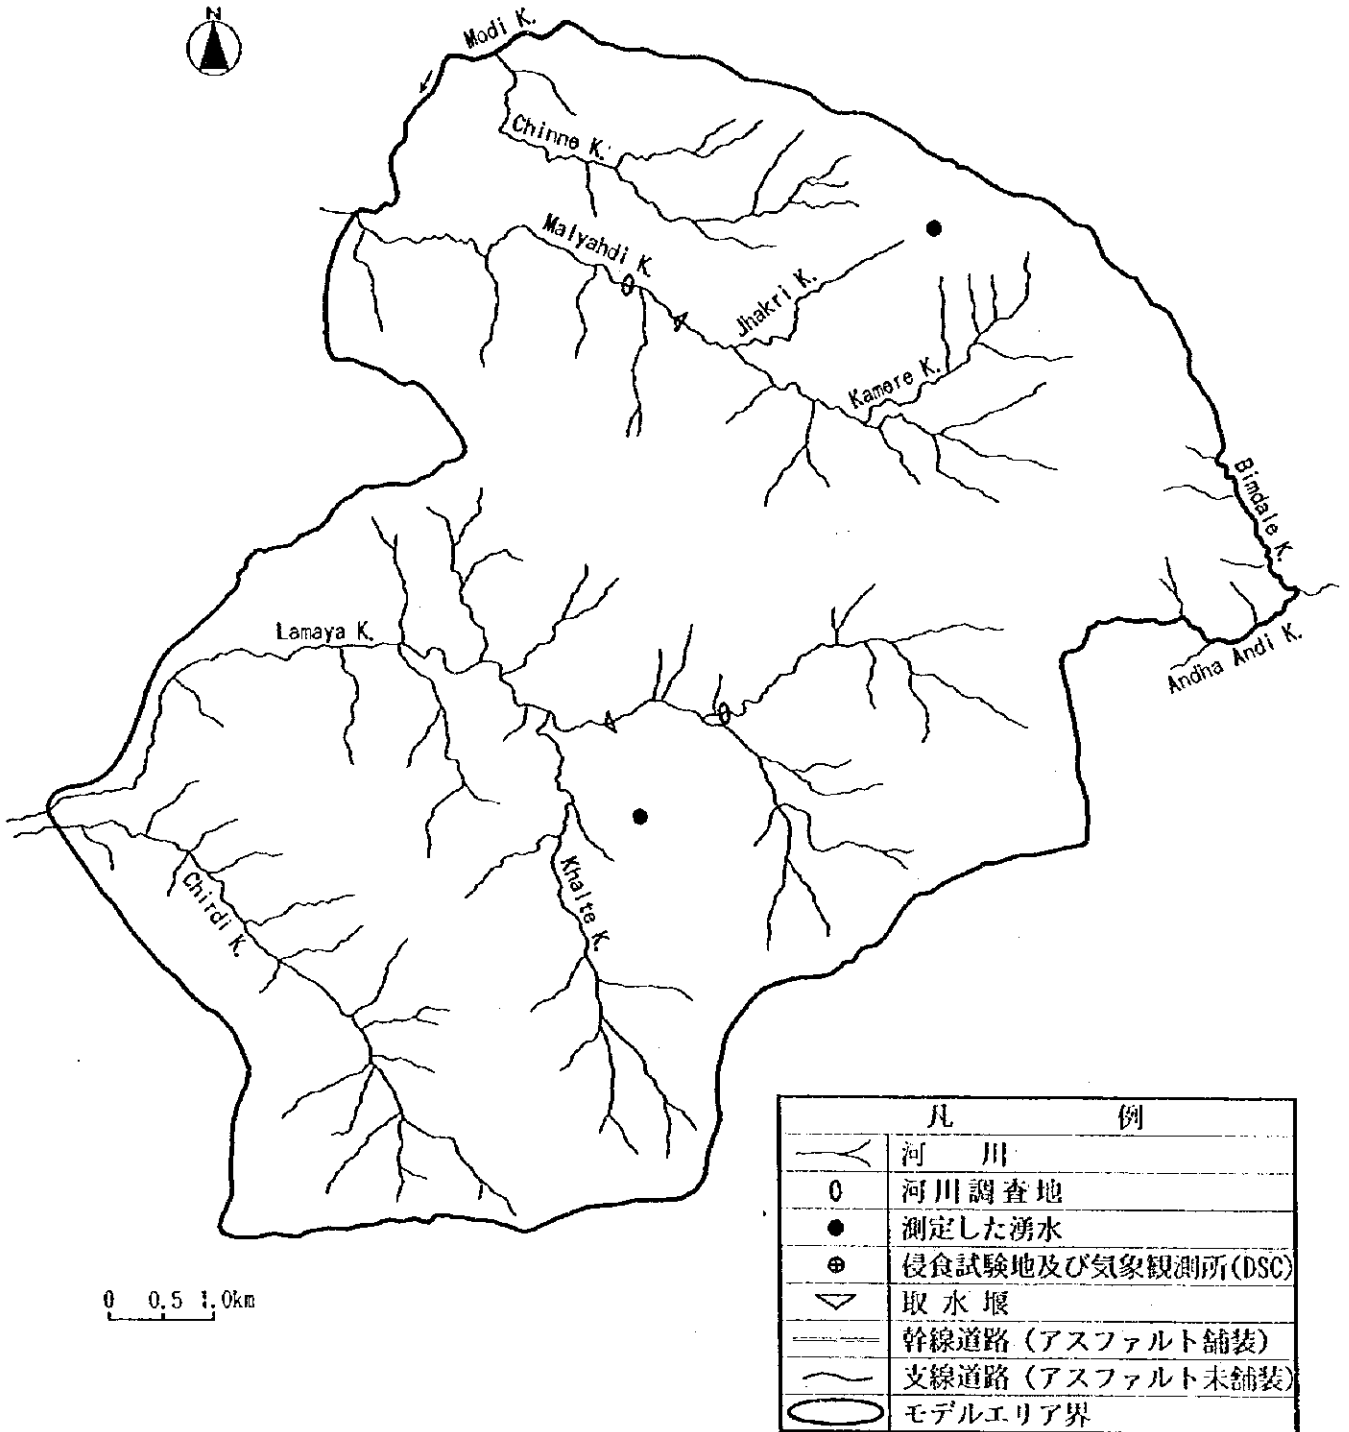 N
Modi K.
Chinne K.
Malyahdi K.
Jhakri K.
Kamere K.
Bimdale K.
Andha Andi K.
Lamaya K.
Chirdi K.
Khalte K.
0 0.5 1.0km
凡 例
河 川
河川調査地
測定した湧水
侵食試験地及び気象観測所(DSC)
取水堰
幹線道路（アスファルト舗装）
支線道路（アスファルト未舗装）
モデルエリア界